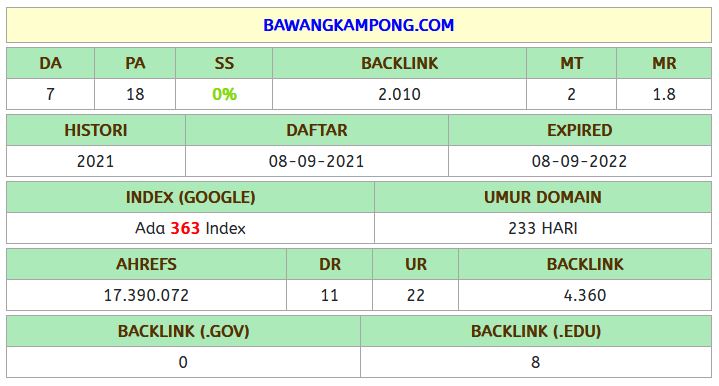 BAWANGKAMPONG.COM
DA PA SS BACKLINK MT MR
7 18 0% 2.010 2 1.8
HISTORI DAFTAR EXPIRED
2021 08-09-2021 08-09-2022
INDEX (GOOGLE) UMUR DOMAIN
Ada 363 Index 233 HARI
AHREFS DR UR BACKLINK
17.390.072 11 22 4.360
BACKLINK (.GOV) BACKLINK (.EDU)
0 8